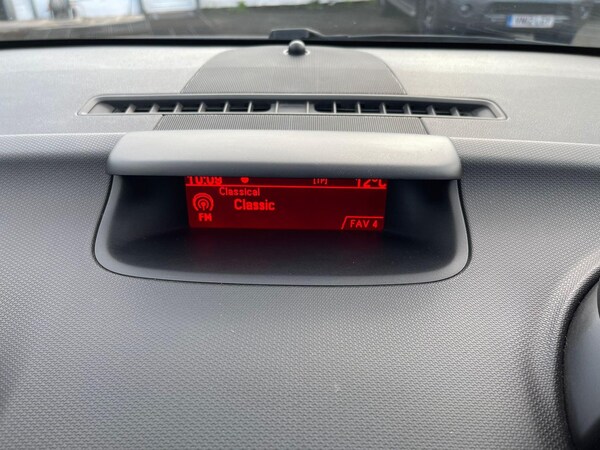 10:09 [TP] 12°C
Classical
Classic
FM
FAV 4